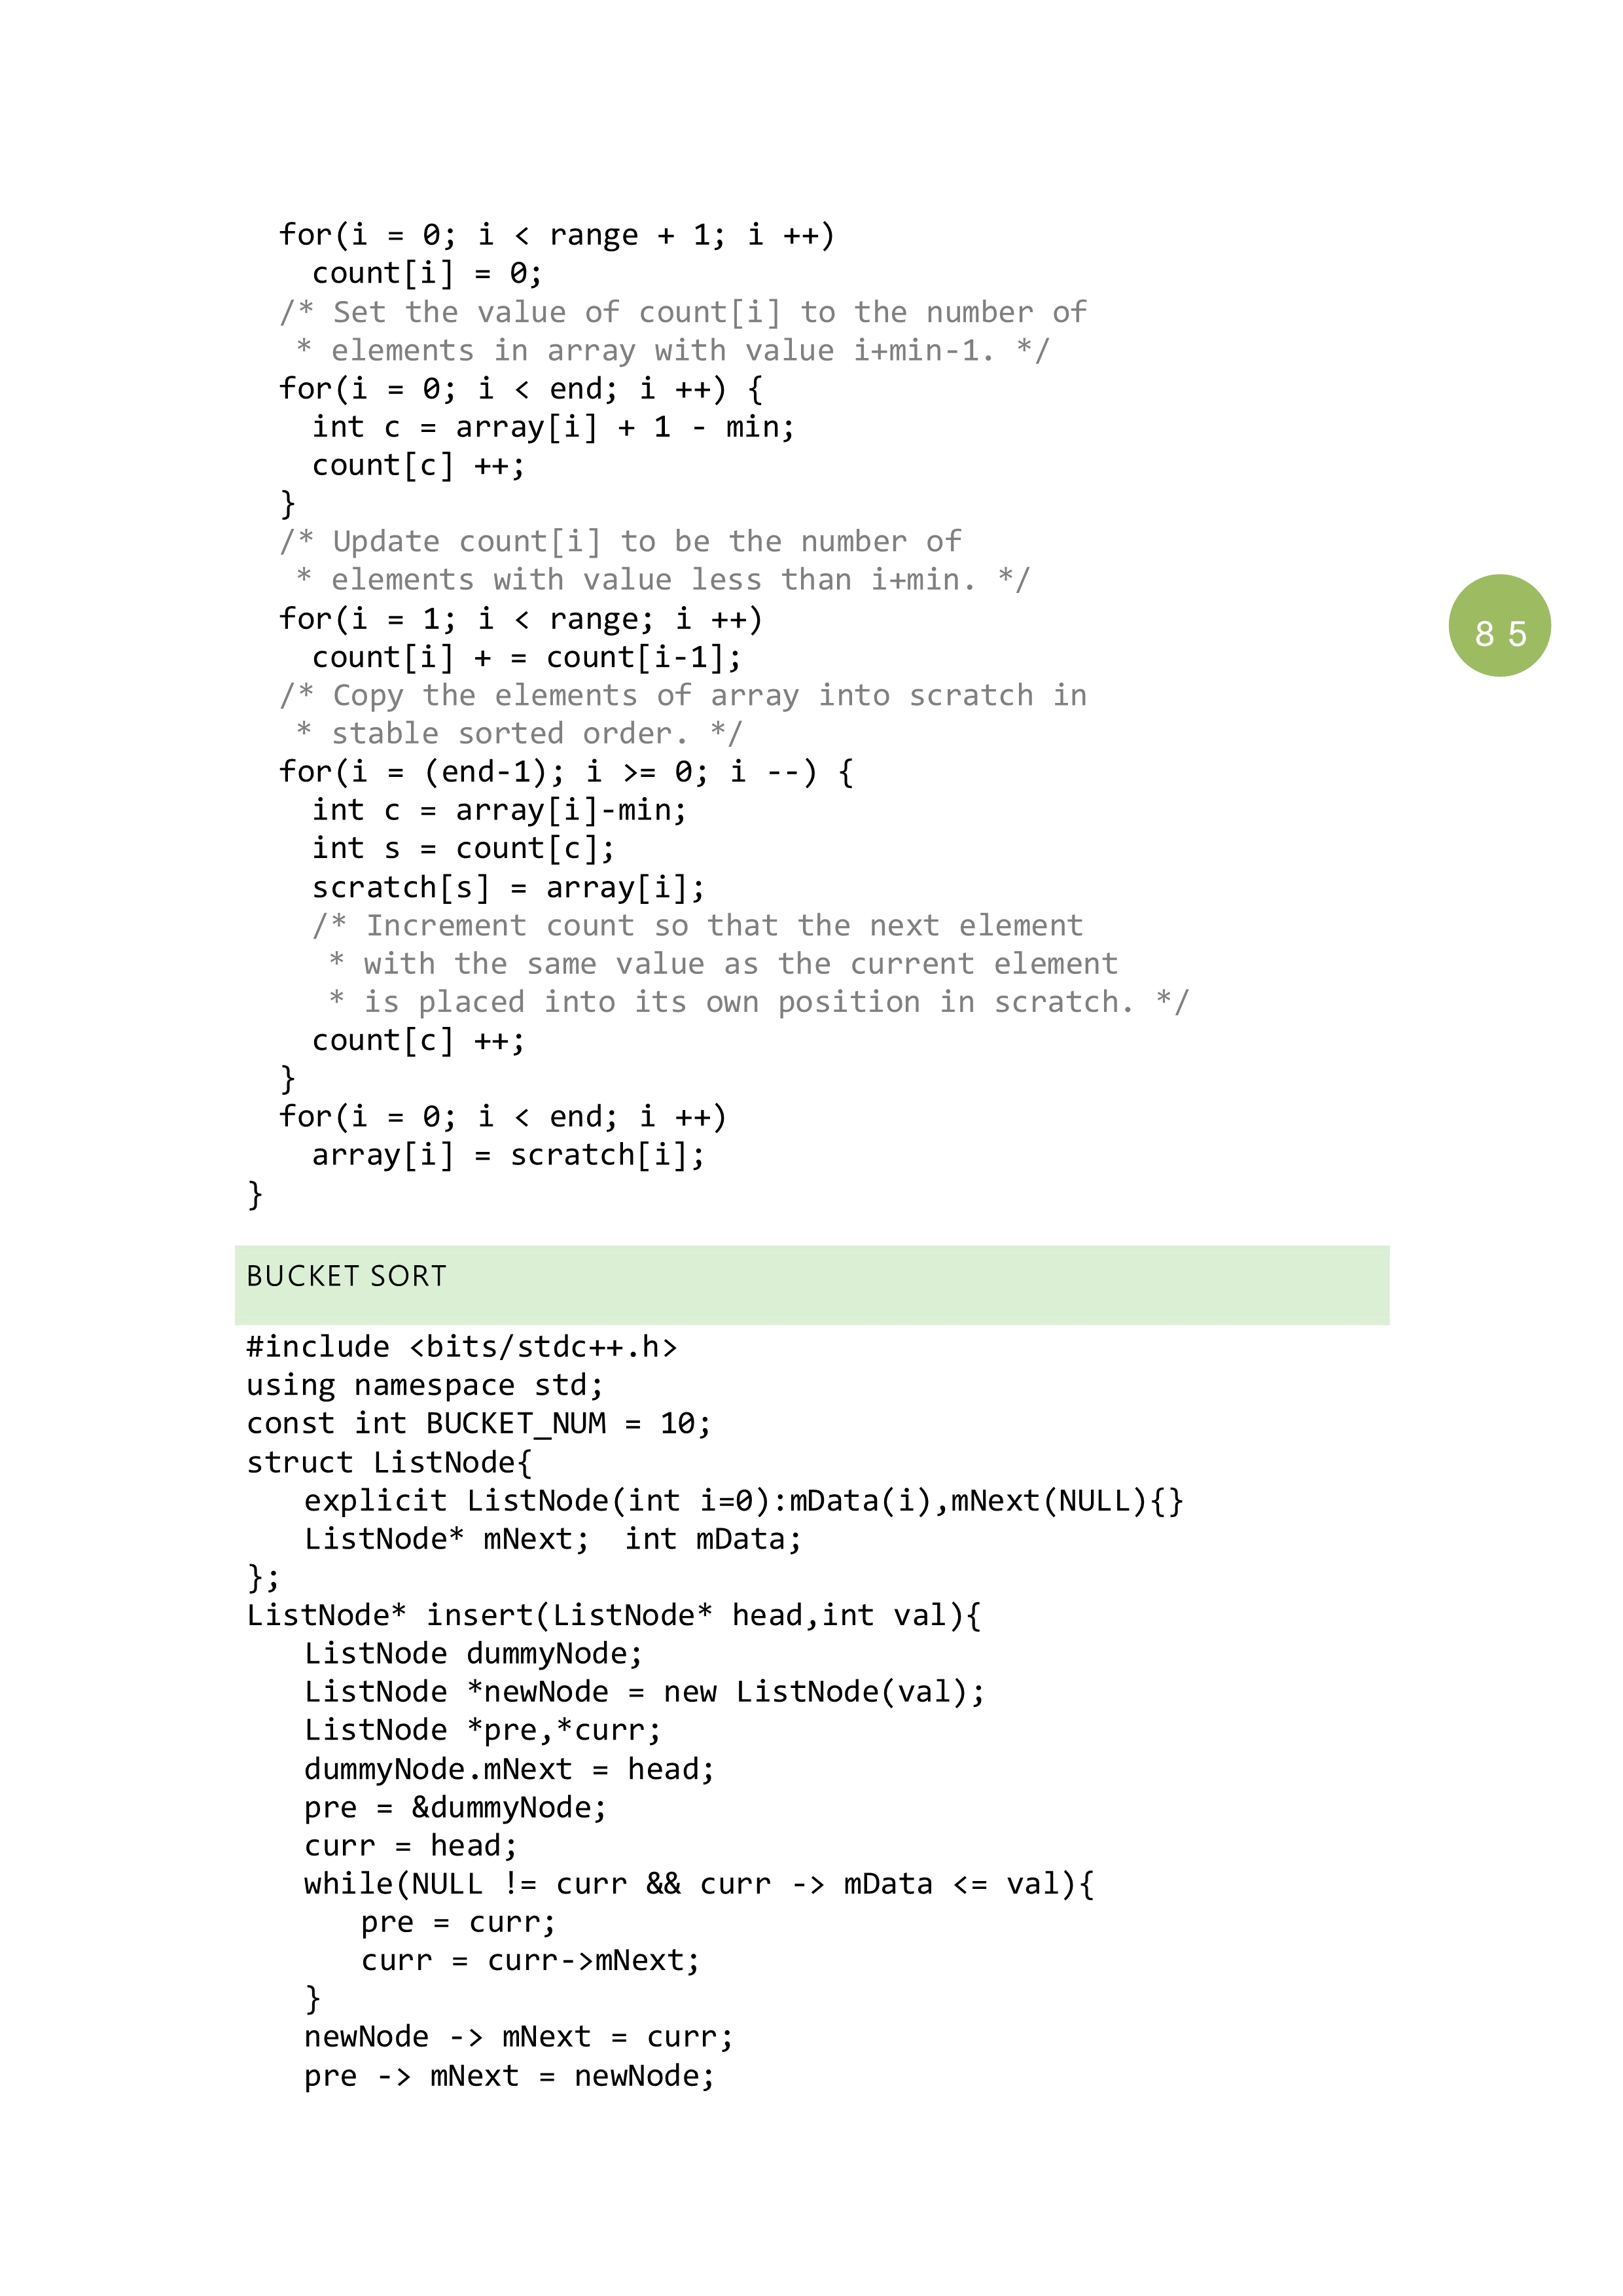 for(i = 0; i < range + 1; i ++)
count[i] = 0;
/* Set the value of count[i] to the number of
* elements in array with value i+min-1. */
for(i = 0; i < end; i ++) {
int c = array[i] + 1 - min;
count[c] ++;
}
/* Update count[i] to be the number of
* elements with value less than i+min. */
for(i = 1; i < range; i ++)
count[i] + = count[i-1];
/* Copy the elements of array into scratch in
* stable sorted order. */
for(i = (end-1); i >= 0; i --) {
int c = array[i]-min;
int s = count[c];
scratch[s] = array[i];
/* Increment count so that the next element
* with the same value as the current element
* is placed into its own position in scratch. */
count[c] ++;
}
for(i = 0; i < end; i ++)
array[i] = scratch[i];
}
BUCKET SORT
#include <bits/stdc++.h>
using namespace std;
const int BUCKET_NUM = 10;
struct ListNode{
explicit ListNode(int i=0):mData(i),mNext(NULL){}
ListNode* mNext;  int mData;
};
ListNode* insert(ListNode* head,int val){
ListNode dummyNode;
ListNode *newNode = new ListNode(val);
ListNode *pre,*curr;
dummyNode.mNext = head;
pre = &dummyNode;
curr = head;
while(NULL != curr && curr -> mData <= val){
pre = curr;
curr = curr->mNext;
}
newNode -> mNext = curr;
pre -> mNext = newNode;
85